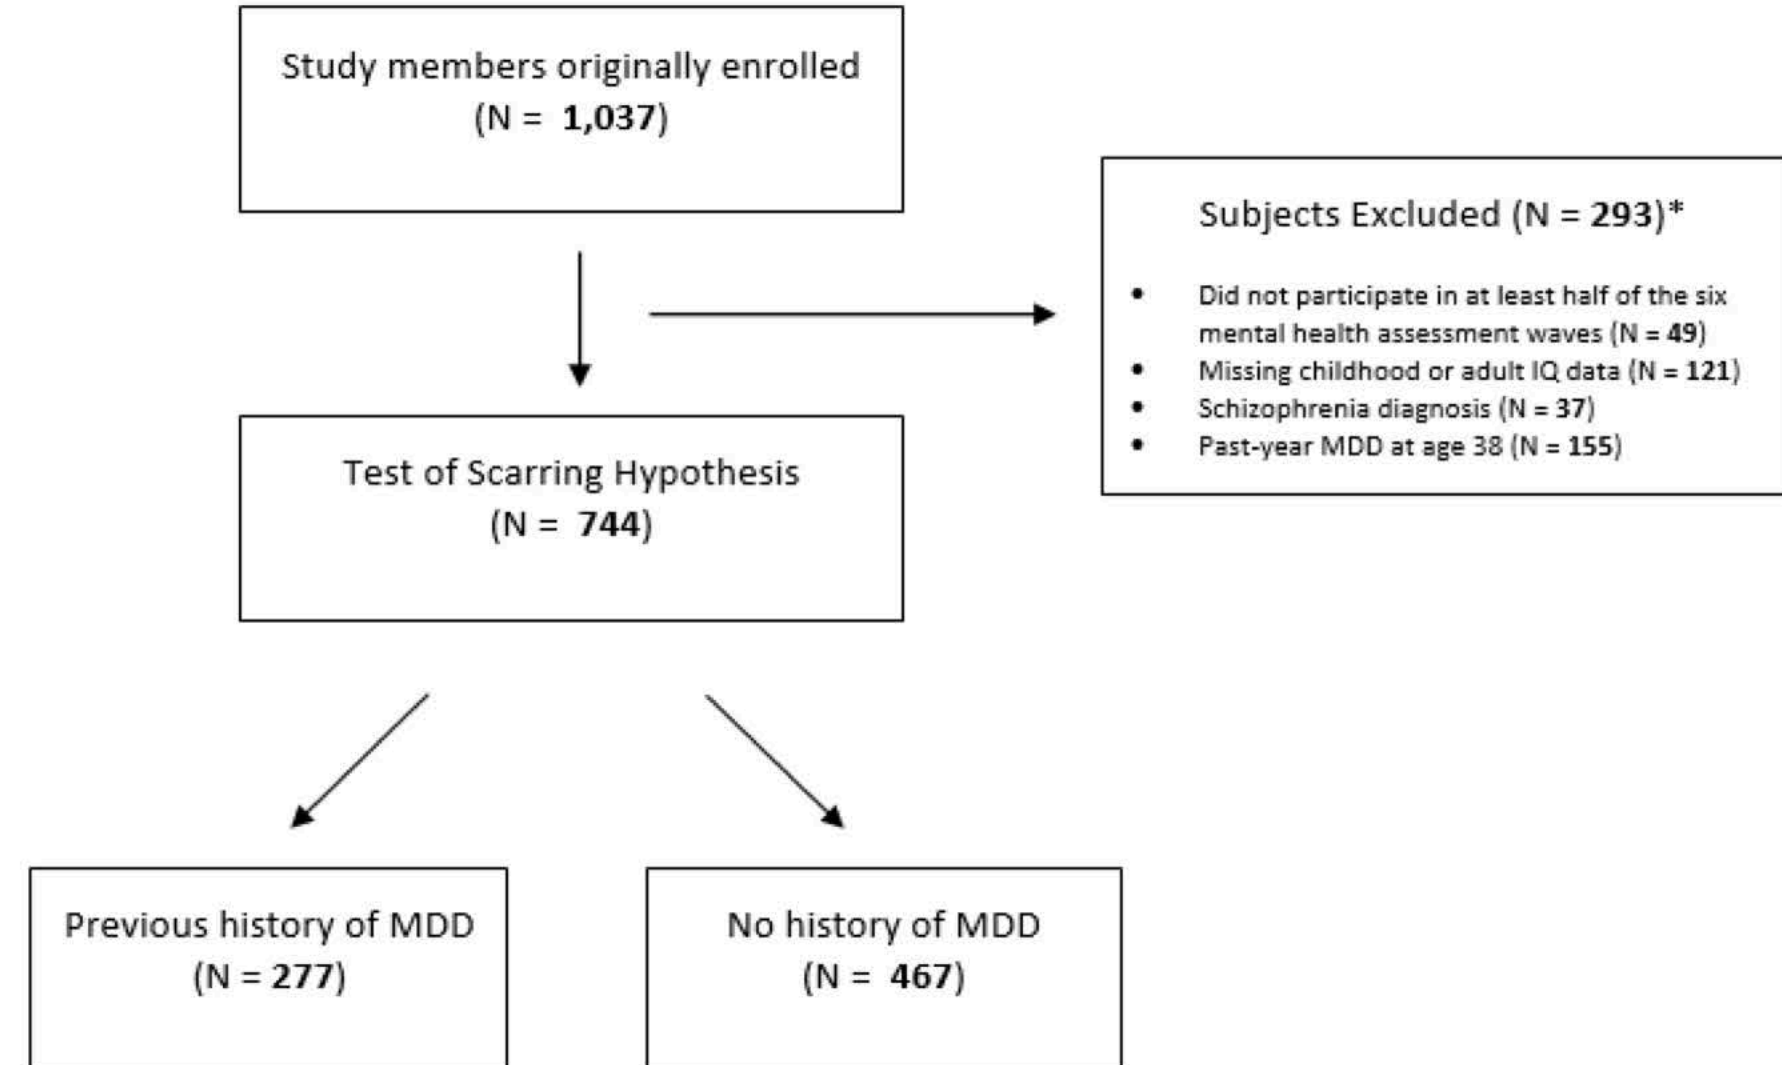 Study members originally enrolled
(N = 1,037)
Subjects Excluded (N = 293)*
• Did not participate in at least half of the six
mental health assessment waves (N = 49)
• Missing childhood or adult IQ data (N = 121)
• Schizophrenia diagnosis (N = 37)
• Past-year MDD at age 38 (N = 155)
Test of Scarring Hypothesis
(N = 744)
Previous history of MDD
(N = 277)
No history of MDD
(N = 467)